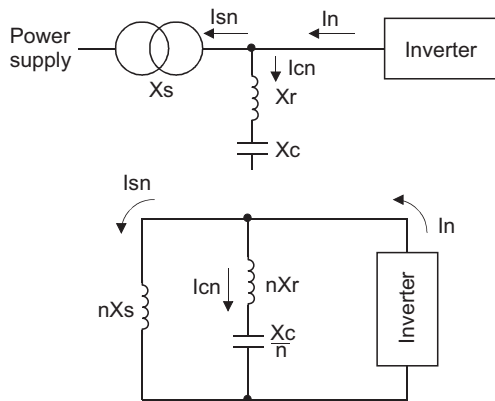 Isn
In
Power
supply
Inverter
Icn
Xs
Xr
Xc
Isn
In
Icn
nXr
nXs
Xc
n
Inverter